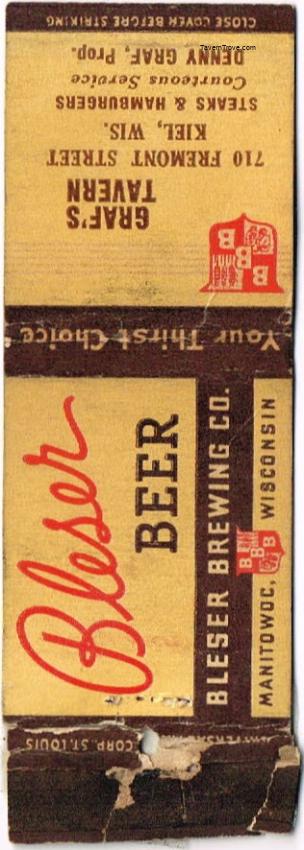 CLOSE COVER BEFORE STRIKING
TavernTrove.com
DENNY GRAF, Prop.
Courteous Service
STEAKS & HAMBURGERS
KIEL, WIS.
710 FREMONT STREET
GRAF'S
TAVERN
B B B
Your Thirst Choice
Bleser
BEER
BLESER BREWING CO.
MANITOWOC, WISCONSIN
B B B
CORP. ST. LOUIS